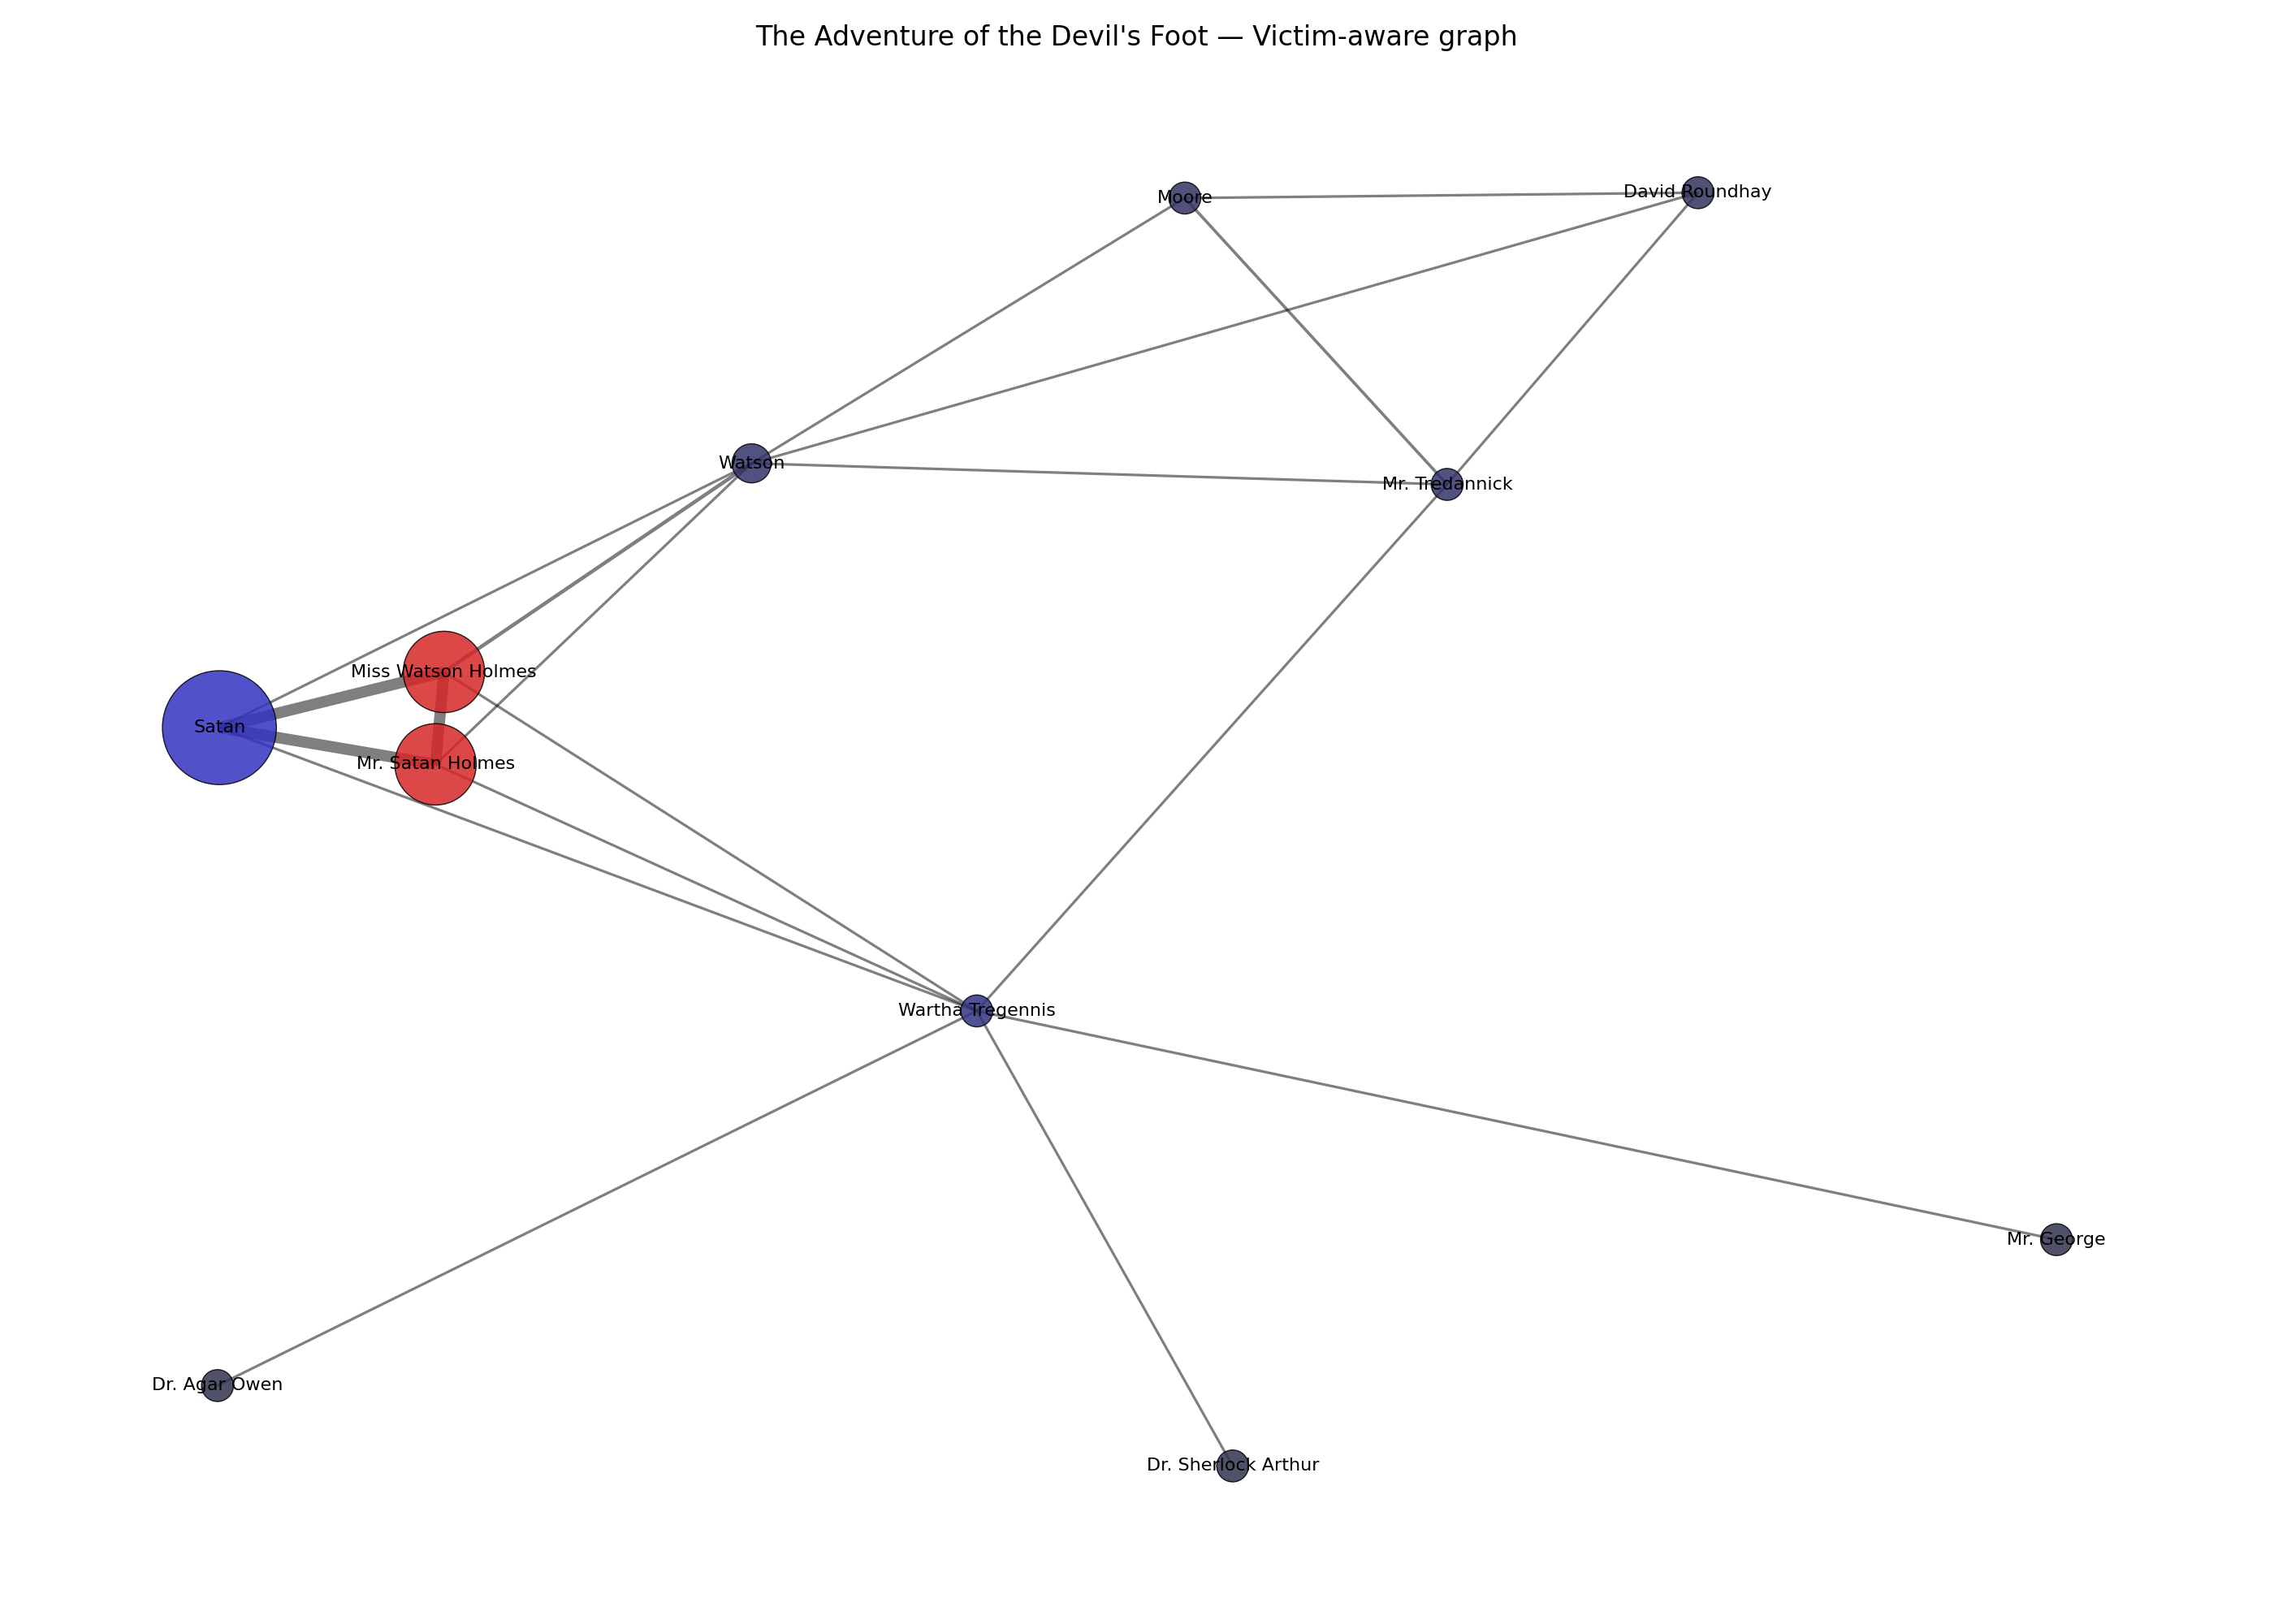 The Adventure of the Devil's Foot — Victim-aware graph
Moore
David Roundhay
Watson
Mr. Tredannick
Miss Watson Holmes
Satan
Mr. Satan Holmes
Wartha Tregennis
Mr. George
Dr. Agar Owen
Dr. Sherlock Arthur